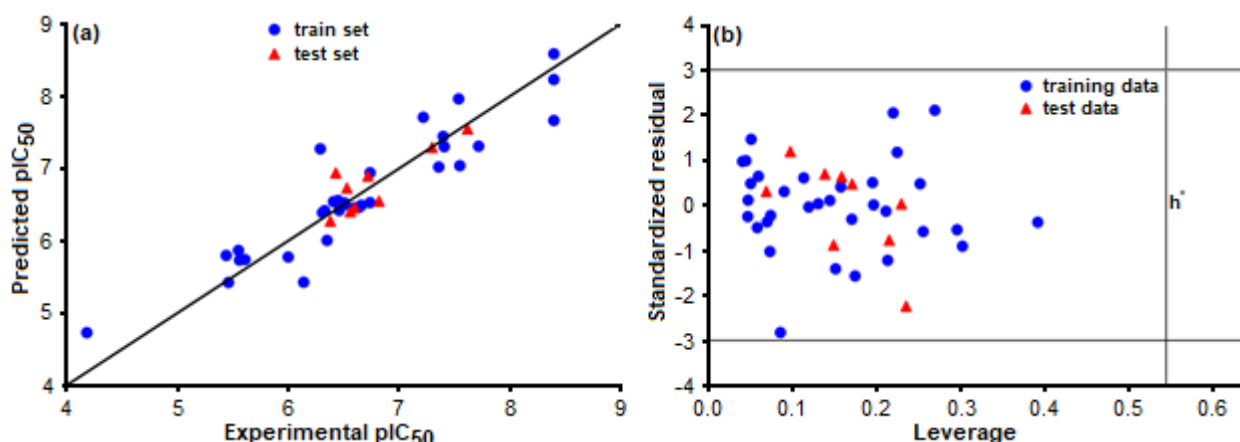 (a)
train set
test set
9
8
7
6
5
4
4 5 6 7 8 9
Predicted pIC50
Experimental pIC50
(b)
training data
test data
h*
4
3
2
1
0
-1
-2
-3
-4
0.0 0.1 0.2 0.3 0.4 0.5 0.6
Standardized residual
Leverage